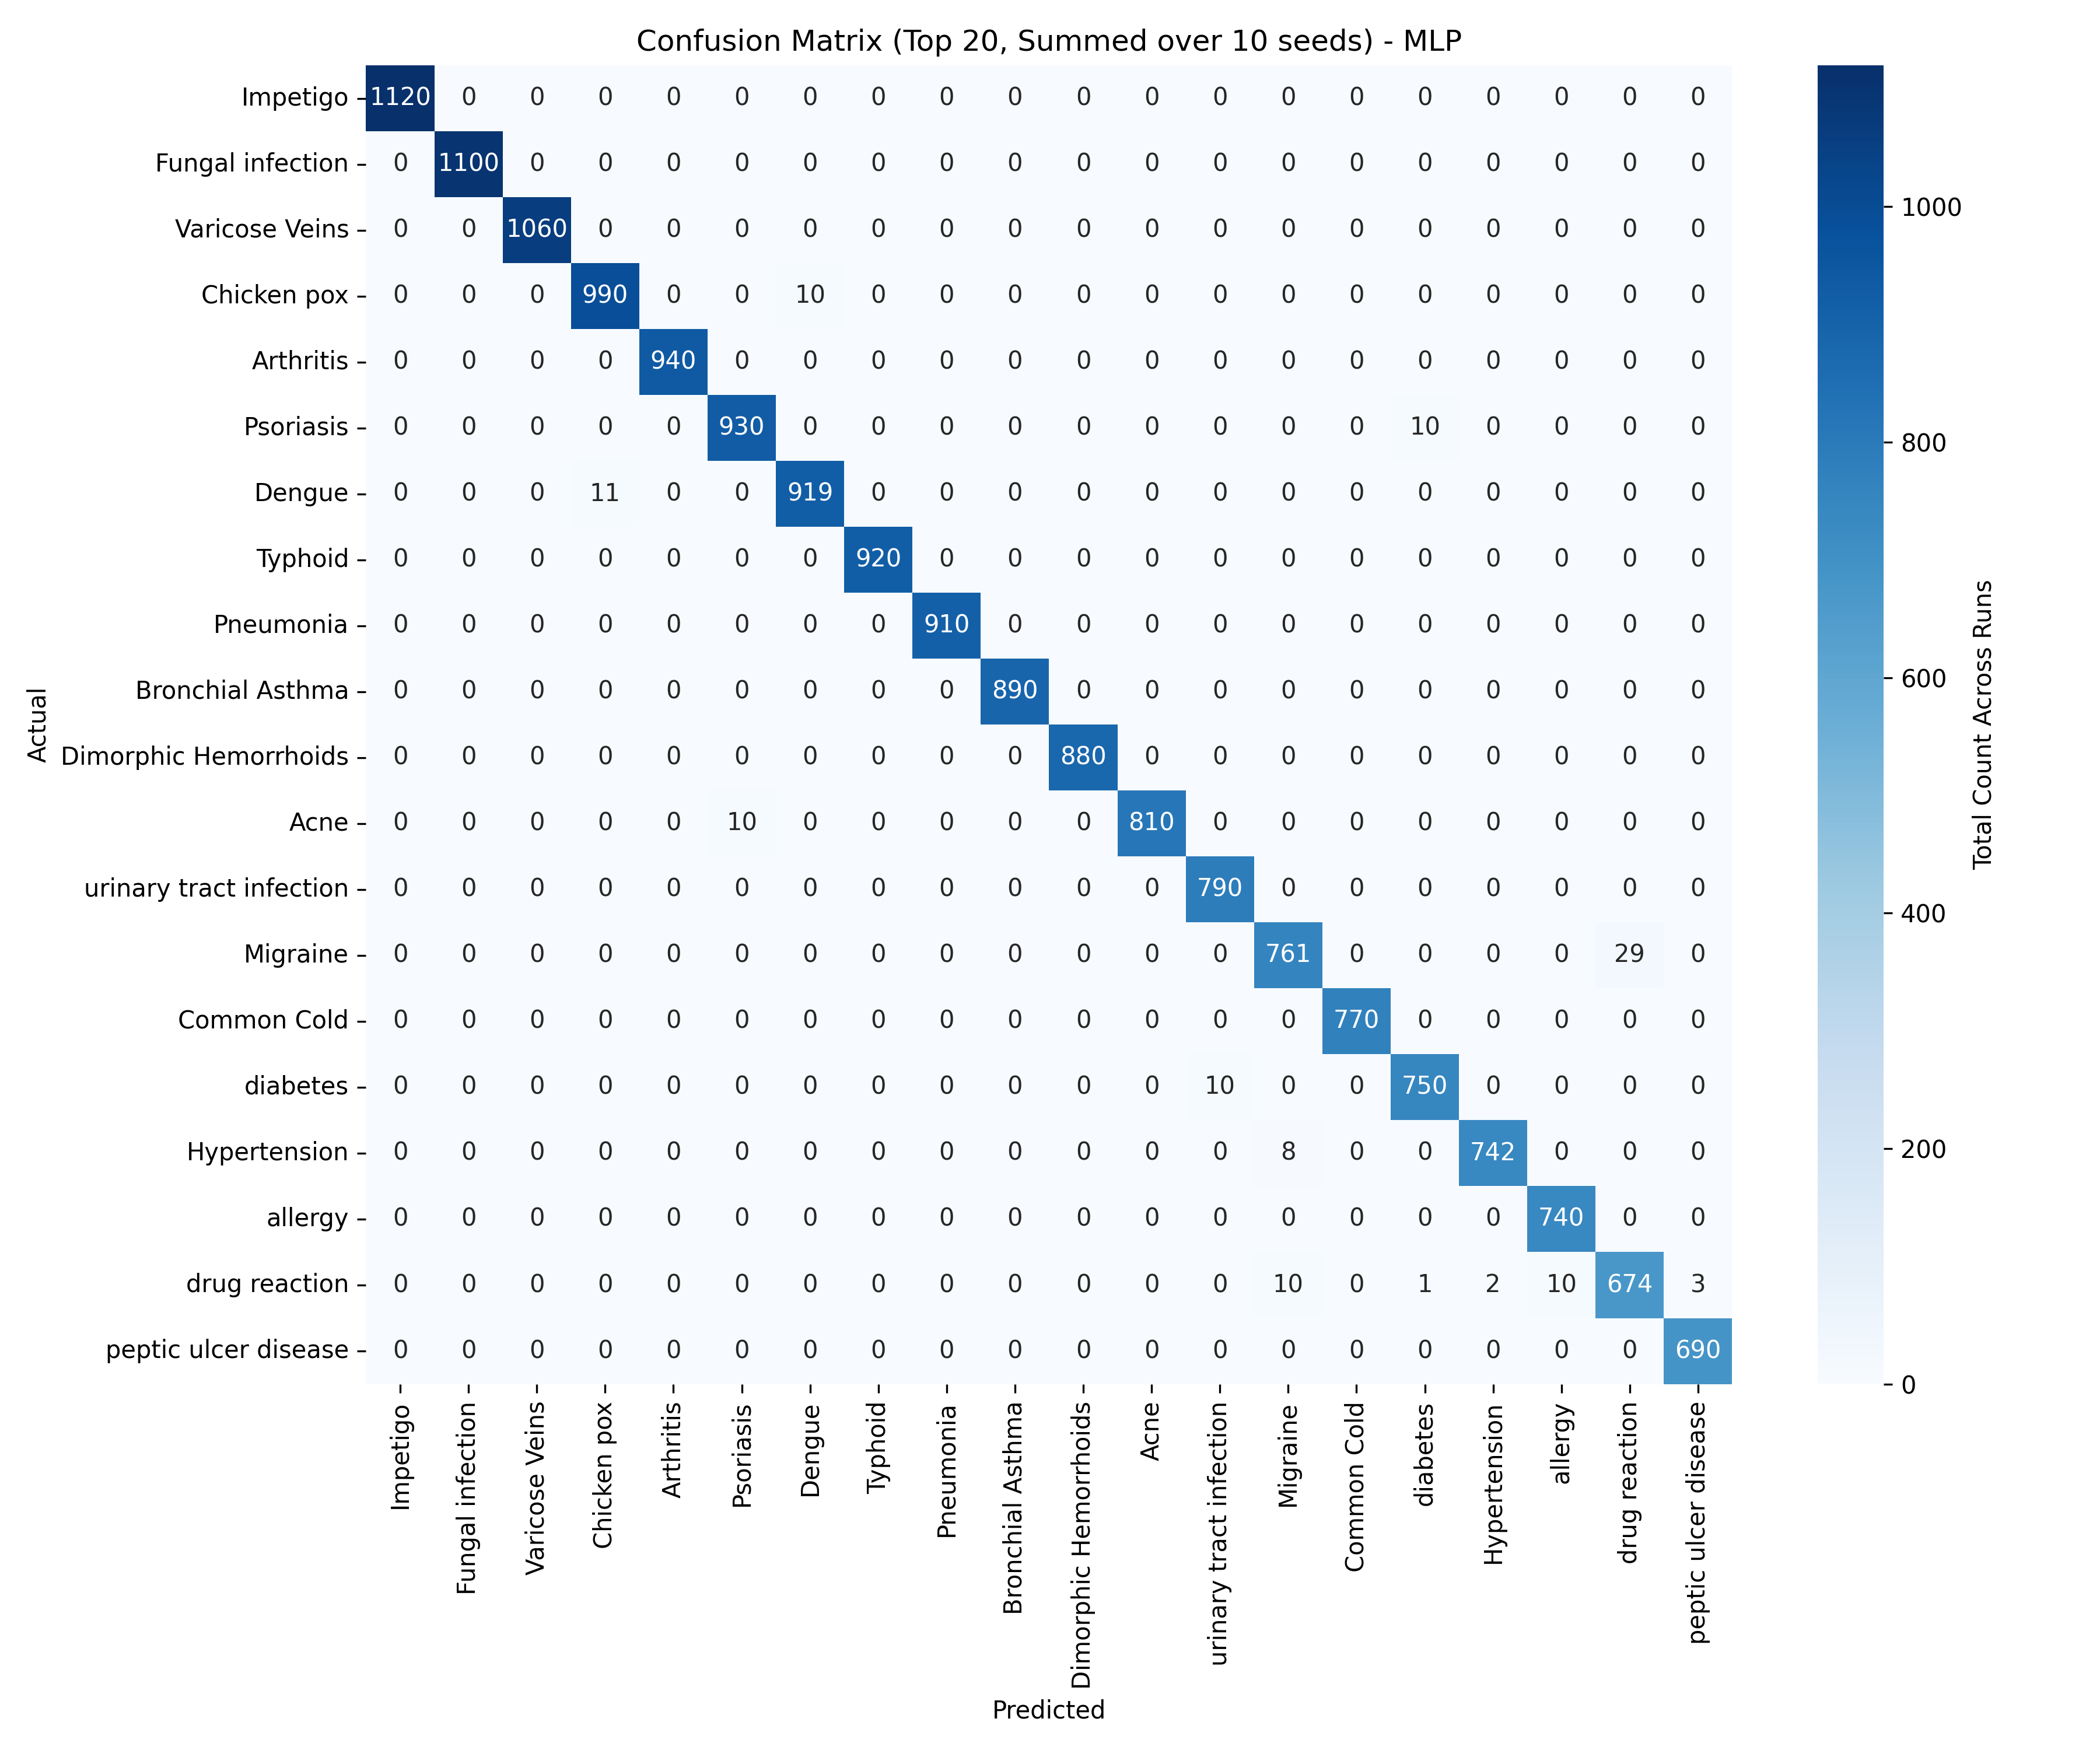 Confusion Matrix (Top 20, Summed over 10 seeds) - MLP
Impetigo 1120 0 0 0 0 0 0 0 0 0 0 0 0 0 0 0 0 0 0 0
Fungal infection 0 1100 0 0 0 0 0 0 0 0 0 0 0 0 0 0 0 0 0 0
Varicose Veins 0 0 1060 0 0 0 0 0 0 0 0 0 0 0 0 0 0 0 0 0
Chicken pox 0 0 0 990 0 0 10 0 0 0 0 0 0 0 0 0 0 0 0 0
Arthritis 0 0 0 0 940 0 0 0 0 0 0 0 0 0 0 0 0 0 0 0
Psoriasis 0 0 0 0 0 930 0 0 0 0 0 0 0 0 0 10 0 0 0 0
Dengue 0 0 0 11 0 0 919 0 0 0 0 0 0 0 0 0 0 0 0 0
Typhoid 0 0 0 0 0 0 0 920 0 0 0 0 0 0 0 0 0 0 0 0
Pneumonia 0 0 0 0 0 0 0 0 910 0 0 0 0 0 0 0 0 0 0 0
Bronchial Asthma 0 0 0 0 0 0 0 0 0 890 0 0 0 0 0 0 0 0 0 0
Dimorphic Hemorrhoids 0 0 0 0 0 0 0 0 0 0 880 0 0 0 0 0 0 0 0 0
Acne 0 0 0 0 0 10 0 0 0 0 0 810 0 0 0 0 0 0 0 0
urinary tract infection 0 0 0 0 0 0 0 0 0 0 0 0 790 0 0 0 0 0 0 0
Migraine 0 0 0 0 0 0 0 0 0 0 0 0 0 761 0 0 0 0 29 0
Common Cold 0 0 0 0 0 0 0 0 0 0 0 0 0 0 770 0 0 0 0 0
diabetes 0 0 0 0 0 0 0 0 0 0 0 0 10 0 0 750 0 0 0 0
Hypertension 0 0 0 0 0 0 0 0 0 0 0 0 0 8 0 0 742 0 0 0
allergy 0 0 0 0 0 0 0 0 0 0 0 0 0 0 0 0 0 740 0 0
drug reaction 0 0 0 0 0 0 0 0 0 0 0 0 0 10 0 1 2 10 674 3
peptic ulcer disease 0 0 0 0 0 0 0 0 0 0 0 0 0 0 0 0 0 0 0 690
Actual
Impetigo
Fungal infection
Varicose Veins
Chicken pox
Arthritis
Psoriasis
Dengue
Typhoid
Pneumonia
Bronchial Asthma
Dimorphic Hemorrhoids
Acne
urinary tract infection
Migraine
Common Cold
diabetes
Hypertension
allergy
drug reaction
peptic ulcer disease
Predicted
1000
800
600
400
200
0
Total Count Across Runs